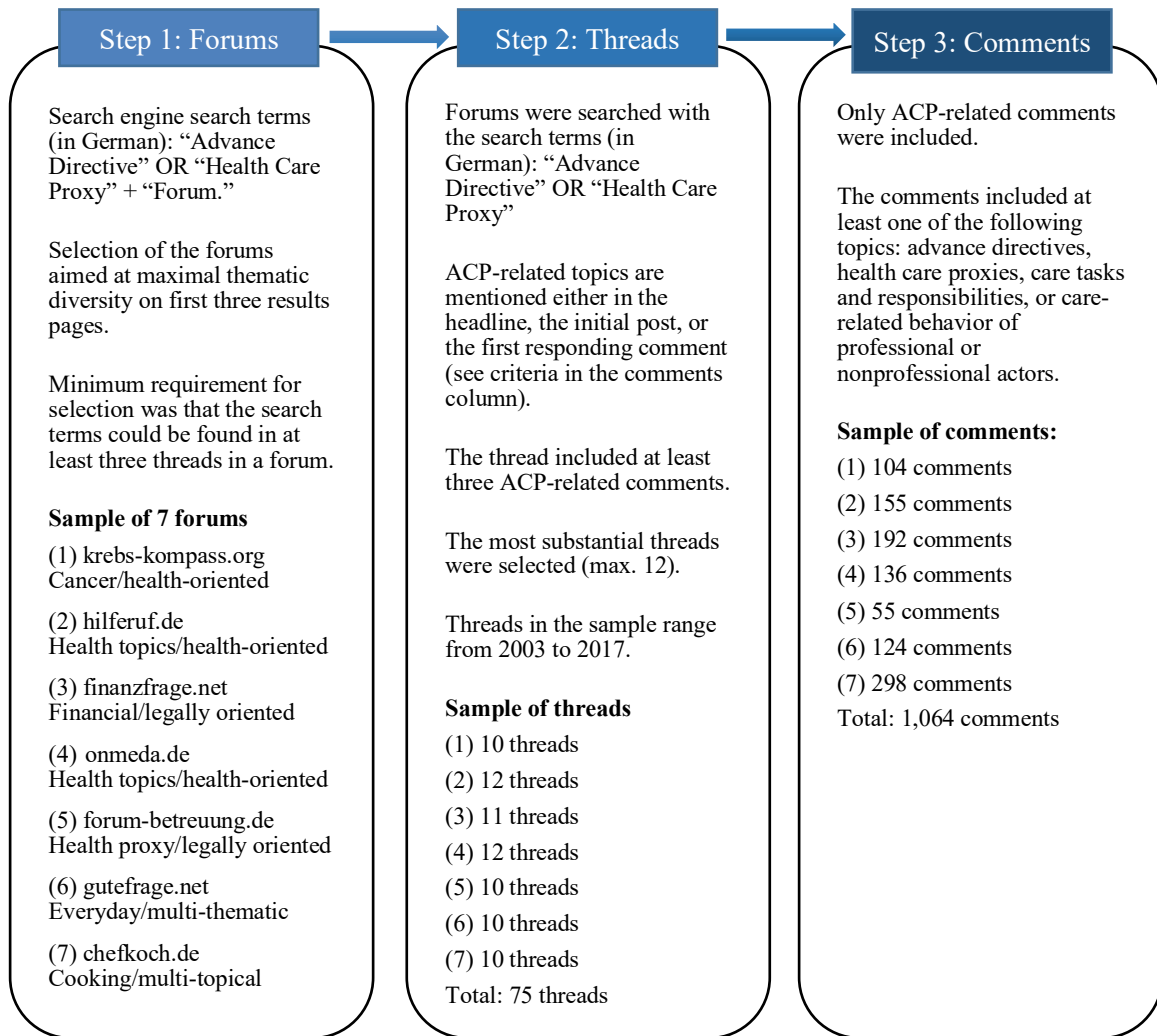 Step 1: Forums
Search engine search terms
(in German): “Advance
Directive” OR “Health Care
Proxy” + “Forum.”
Selection of the forums
aimed at maximal thematic
diversity on first three results
pages.
Minimum requirement for
selection was that the search
terms could be found in at
least three threads in a forum.
Sample of 7 forums
(1) krebs-kompass.org
Cancer/health-oriented
(2) hilferuf.de
Health topics/health-oriented
(3) finanzfrage.net
Financial/legally oriented
(4) onmeda.de
Health topics/health-oriented
(5) forum-betreuung.de
Health proxy/legally oriented
(6) gutefrage.net
Everyday/multi-thematic
(7) chefkoch.de
Cooking/multi-topical
Step 2: Threads
Forums were searched with
the search terms (in
German): “Advance
Directive” OR “Health Care
Proxy”
ACP-related topics are
mentioned either in the
headline, the initial post, or
the first responding comment
(see criteria in the comments
column).
The thread included at least
three ACP-related comments.
The most substantial threads
were selected (max. 12).
Threads in the sample range
from 2003 to 2017.
Sample of threads
(1) 10 threads
(2) 12 threads
(3) 11 threads
(4) 12 threads
(5) 10 threads
(6) 10 threads
(7) 10 threads
Total: 75 threads
Step 3: Comments
Only ACP-related comments
were included.
The comments included at
least one of the following
topics: advance directives,
health care proxies, care tasks
and responsibilities, or care-
related behavior of
professional or
nonprofessional actors.
Sample of comments:
(1) 104 comments
(2) 155 comments
(3) 192 comments
(4) 136 comments
(5) 55 comments
(6) 124 comments
(7) 298 comments
Total: 1,064 comments